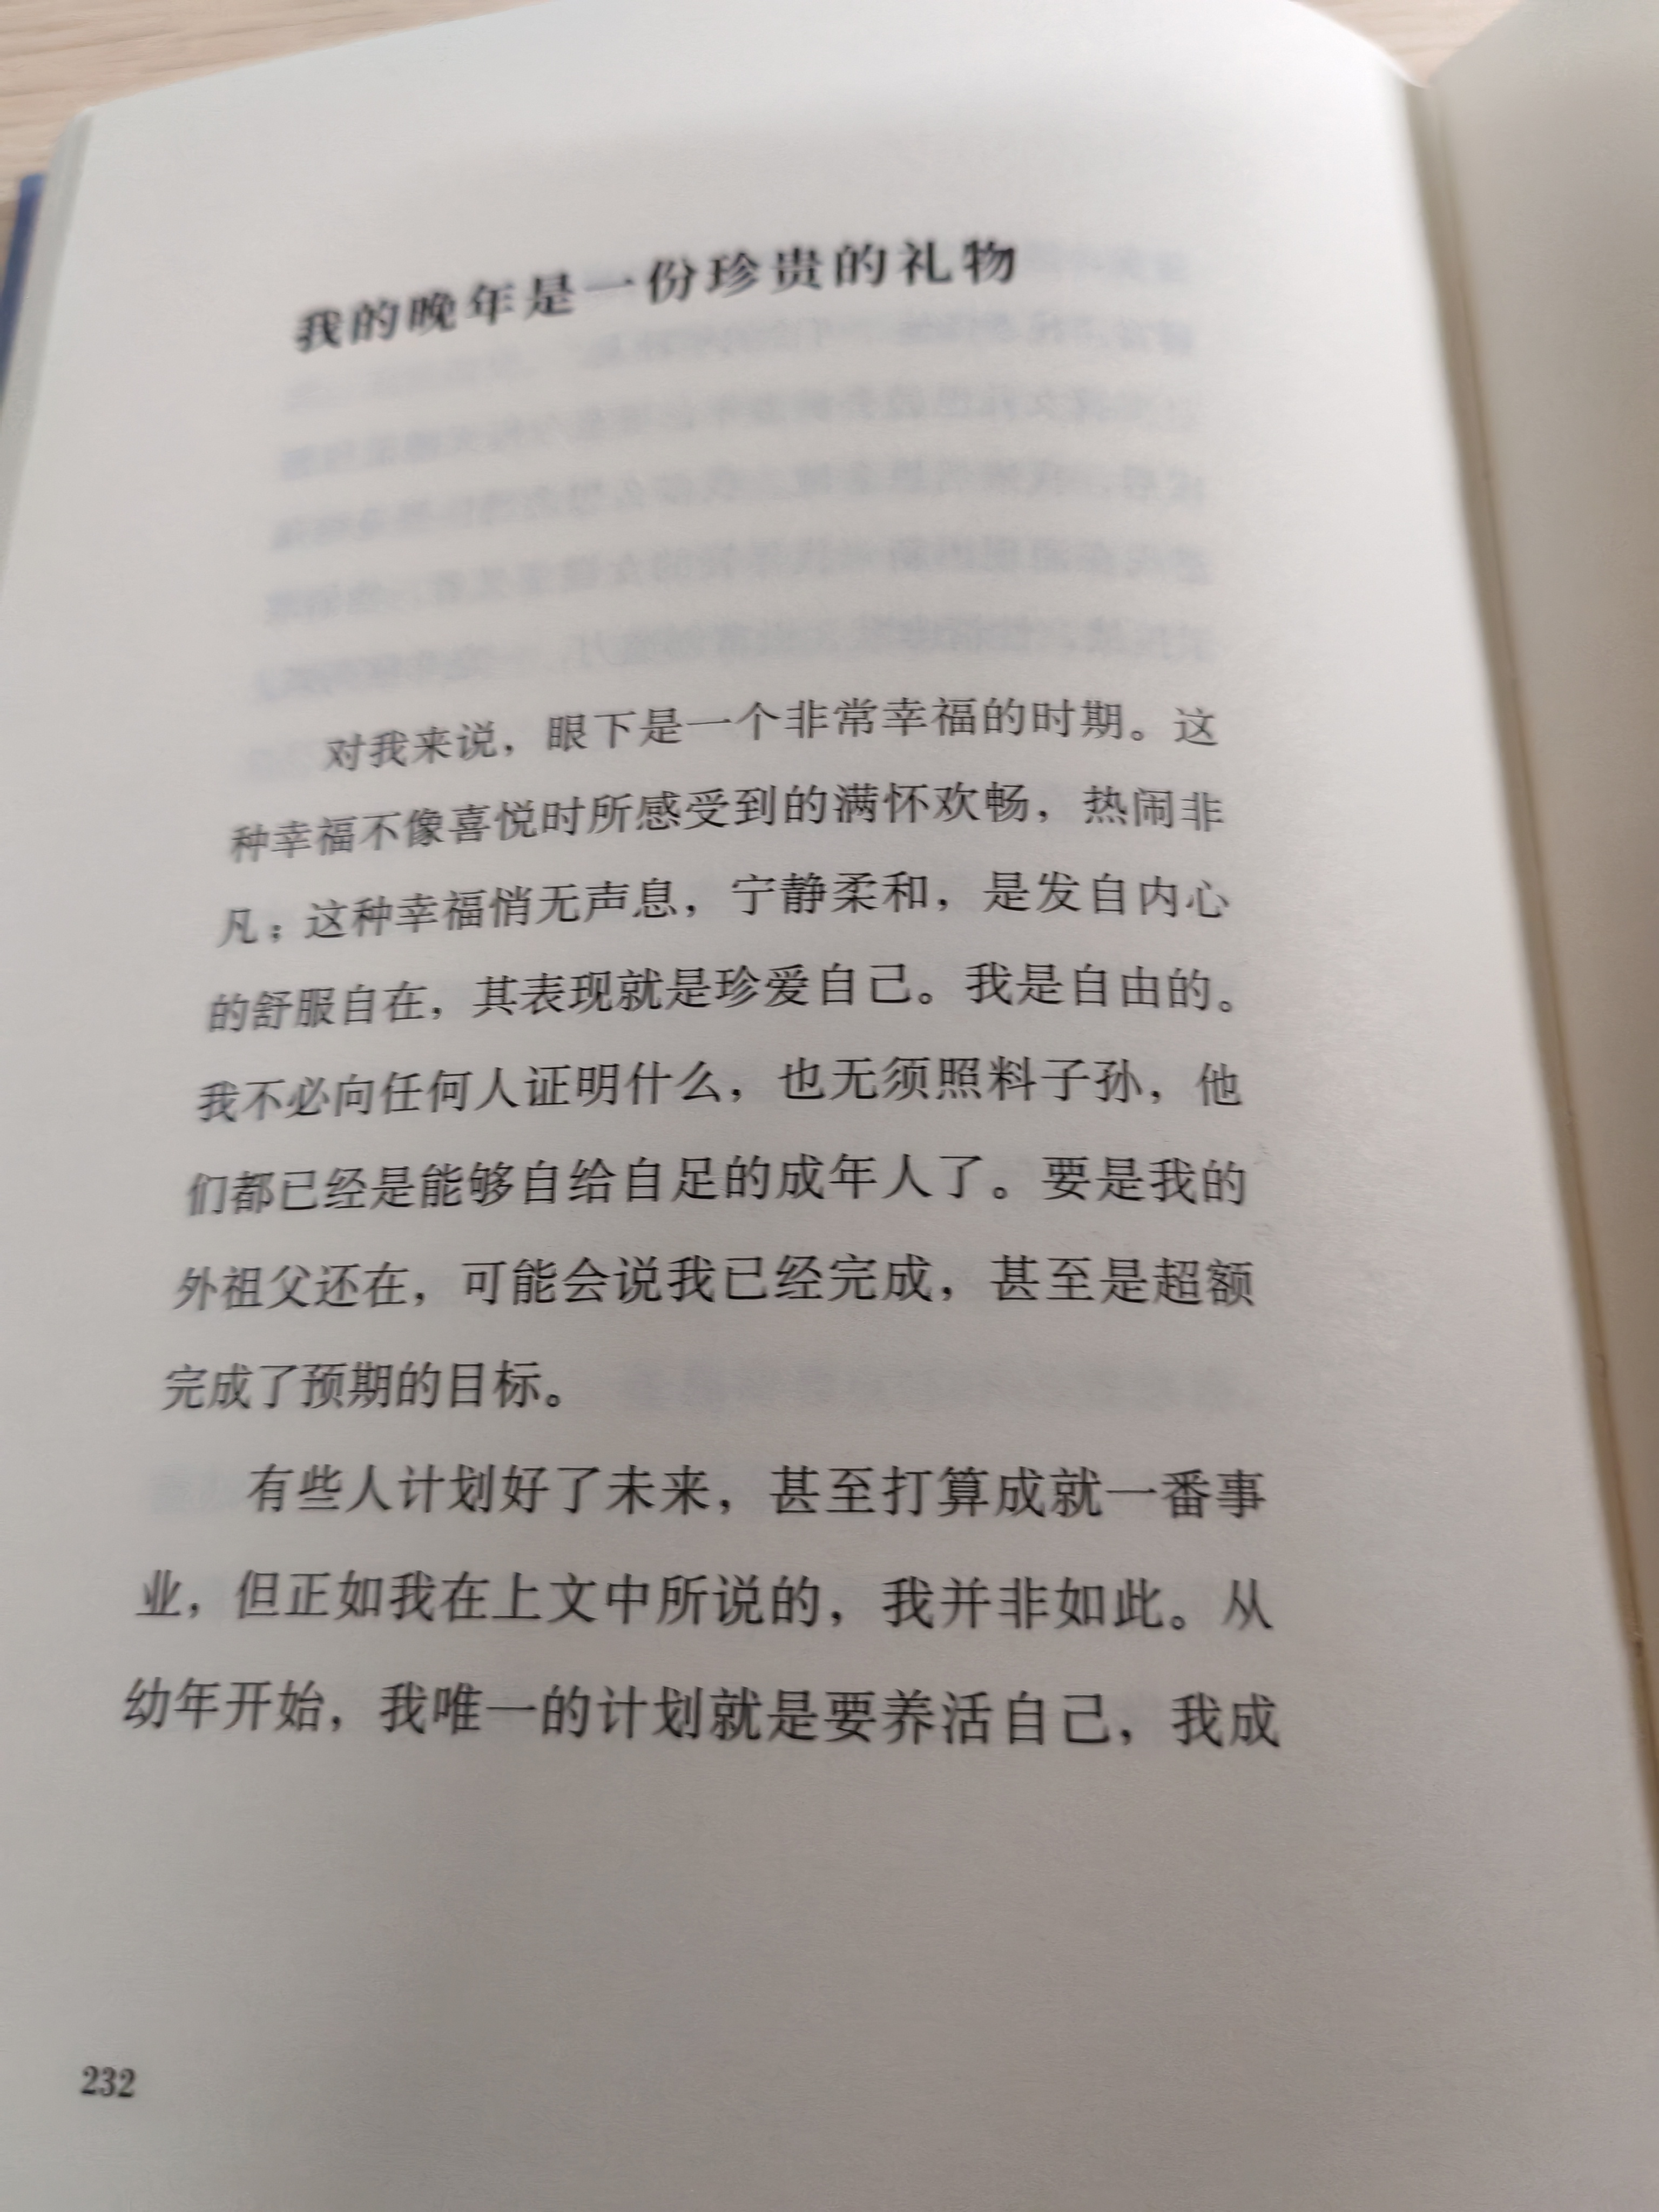 我的晚年是一份珍贵的礼物
对我来说，眼下是一个非常幸福的时期。这
种幸福不像喜悦时所感受到的满怀欢畅，热闹非
凡；这种幸福悄无声息，宁静柔和，是发自内心
的舒服自在，其表现就是珍爱自己。我是自由的。
我不必向任何人证明什么，也无须照料子孙，他
们都已经是能够自给自足的成年人了。要是我的
外祖父还在，可能会说我已经完成，甚至是超额
完成了预期的目标。
有些人计划好了未来，甚至打算成就一番事
业，但正如我在上文中所说的，我并非如此。从
幼年开始，我唯一的计划就是要养活自己，我成
232